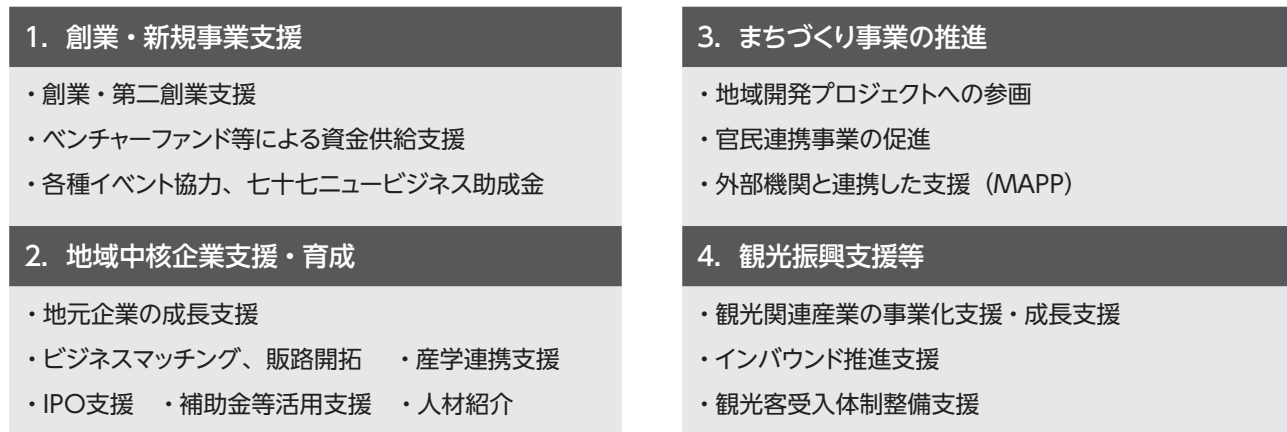 1. 創業・新規事業支援
・創業・第二創業支援
・ベンチャーファンド等による資金供給支援
・各種イベント協力、七十七ニュービジネス助成金
2. 地域中核企業支援・育成
・地元企業の成長支援
・ビジネスマッチング、販路開拓　・産学連携支援
・IPO支援　・補助金等活用支援　・人材紹介
3. まちづくり事業の推進
・地域開発プロジェクトへの参画
・官民連携事業の促進
・外部機関と連携した支援（MAPP）
4. 観光振興支援等
・観光関連産業の事業化支援・成長支援
・インバウンド推進支援
・観光客受入体制整備支援